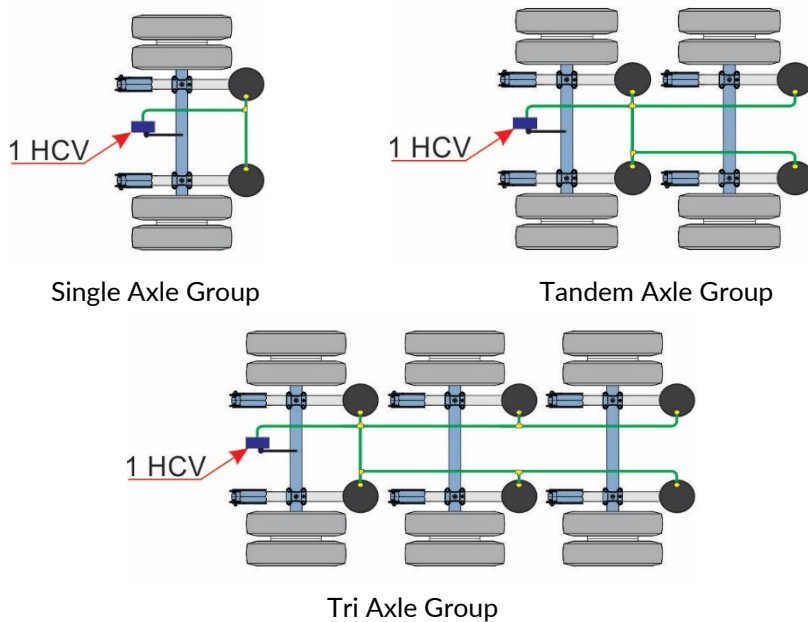 1 HCV
1 HCV
Single Axle Group
Tandem Axle Group
1 HCV
Tri Axle Group